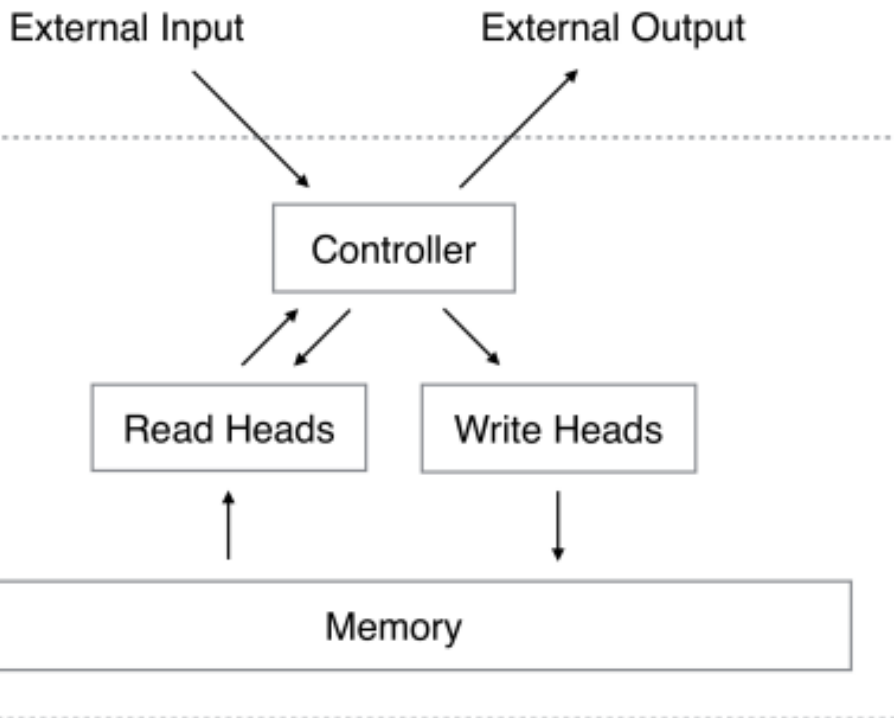 External Input
External Output
Controller
Read Heads
Write Heads
Memory